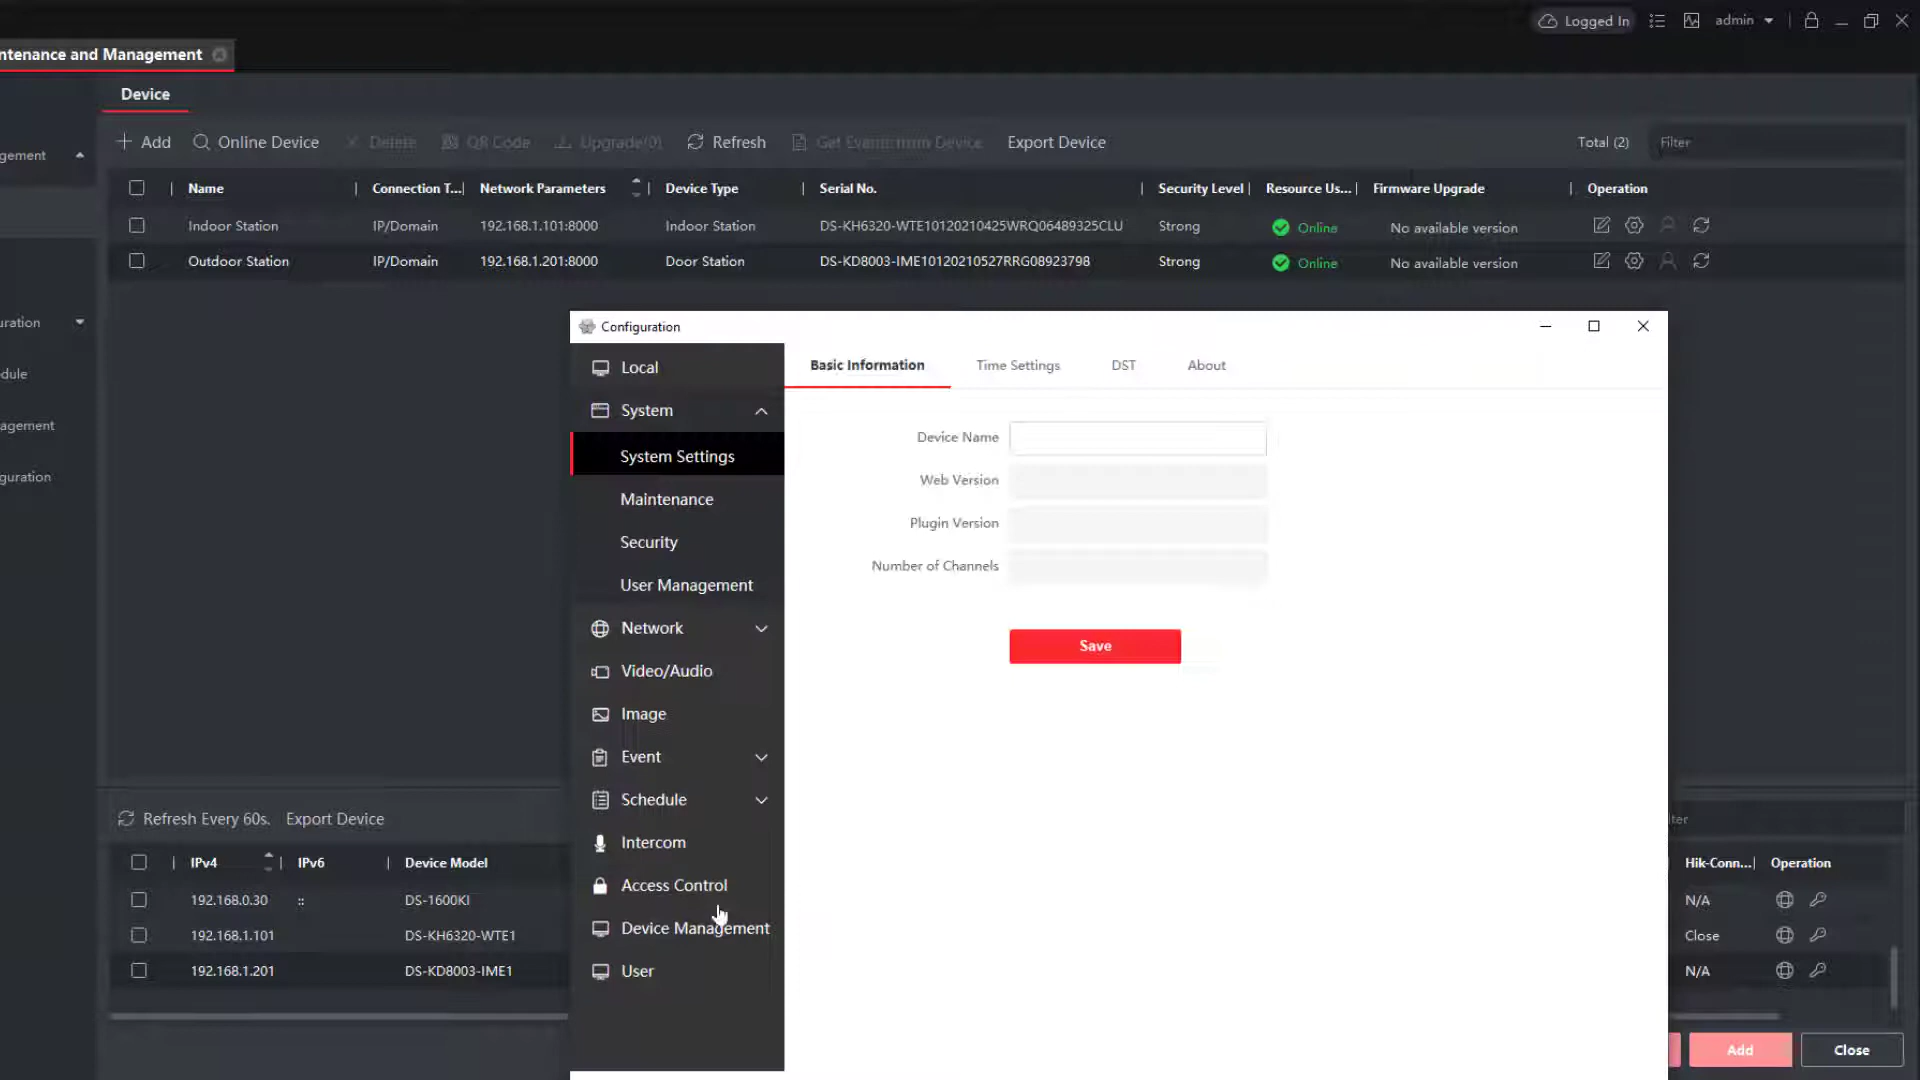 Logged In
admin
ntenance and Management
Device
Add
Online Device
Delete
QR Code
Upgrade(0)
Refresh
Get Events from Device
Export Device
Total (2)
Filter
gement
Name
Connection T...
Network Parameters
Device Type
Serial No.
Security Level
Resource Us...
Firmware Upgrade
Operation
Indoor Station
IP/Domain
192.168.1.101:8000
Indoor Station
DS-KH6320-WTE10120210425WRQ06489325CLU
Strong
Online
No available version
Outdoor Station
IP/Domain
192.168.1.201:8000
Door Station
DS-KD8003-IME10120210527RRG08923798
Strong
Online
No available version
uration
dule
agement
guration
Configuration
Local
System
System Settings
Maintenance
Security
User Management
Network
Video/Audio
Image
Event
Schedule
Intercom
Access Control
Device Management
User
Basic Information
Time Settings
DST
About
Device Name
Web Version
Plugin Version
Number of Channels
Save
Refresh Every 60s.
Export Device
lter
IPv4
IPv6
Device Model
Hik-Conn...
Operation
192.168.0.30
::
DS-1600KI
N/A
192.168.1.101
DS-KH6320-WTE1
Close
192.168.1.201
DS-KD8003-IME1
N/A
Add
Close